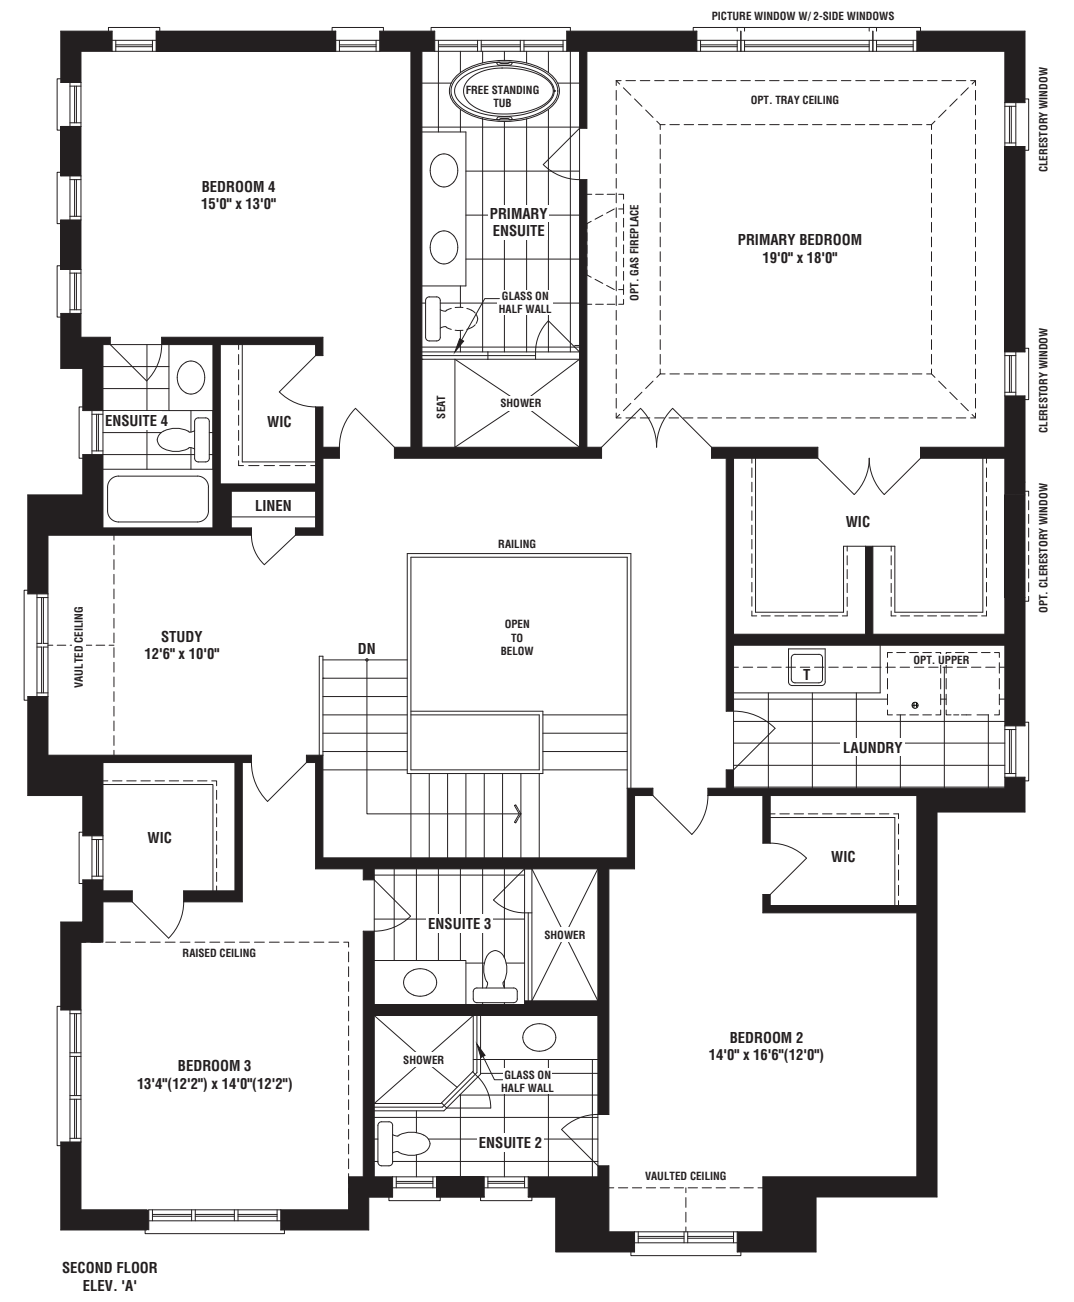 PICTURE WINDOW W/ 2-SIDE WINDOWS
FREE STANDING
TUB
OPT. TRAY CEILING
CLERESTORY WINDOW
BEDROOM 4
15'0" x 13'0"
PRIMARY
ENSUITE
OPT. GAS FIREPLACE
PRIMARY BEDROOM
19'0" x 18'0"
GLASS ON
HALF WALL
CLERESTORY WINDOW
ENSUITE 4
WIC
SEAT
SHOWER
LINEN
WIC
OPT. CLERESTORY WINDOW
RAILING
VAULTED CEILING
STUDY
12'6" x 10'0"
DN
OPEN
TO
BELOW
T
OPT. UPPER
LAUNDRY
WIC
WIC
ENSUITE 3
SHOWER
RAISED CEILING
BEDROOM 3
13'4"(12'2") x 14'0"(12'2")
SHOWER
GLASS ON
HALF WALL
ENSUITE 2
BEDROOM 2
14'0" x 16'6"(12'0")
VAULTED CEILING
SECOND FLOOR
ELEV. 'A'